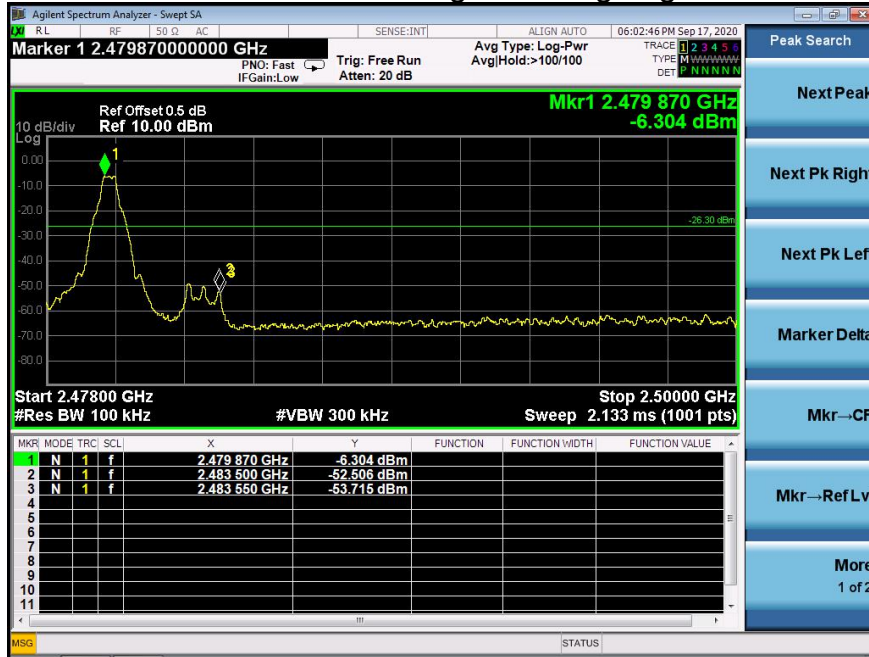 Agilent Spectrum Analyzer - Swept SA
LXI RL RF 50 Ω AC SENSE:INT ALIGN AUTO 06:02:46 PM Sep 17, 2020
Marker 1 2.479870000000 GHz
PNO: Fast Trig: Free Run Avg Type: Log-Pwr TRACE 1 2 3 4 5 6
IFGain:Low Atten: 20 dB Avg|Hold:>100/100 TYPE M WWWWW
DET P N N N N N
Peak Search
Next Peak
Next Pk Right
Next Pk Left
Marker Delta
Mkr→CF
Mkr→Ref Lvl
More
1 of 2
Mkr1 2.479 870 GHz
-6.304 dBm
Ref Offset 0.5 dB
10 dB/div Ref 10.00 dBm
Log
1
0.00
-10.0
-20.0
-26.30 dBm
-30.0
-40.0
-50.0
-60.0
-70.0
-80.0
Start 2.47800 GHz Stop 2.50000 GHz
#Res BW 100 kHz #VBW 300 kHz Sweep 2.133 ms (1001 pts)
MKR MODE TRC SCL X Y FUNCTION FUNCTION WIDTH FUNCTION VALUE
1 N 1 f 2.479 870 GHz -6.304 dBm
2 N 1 f 2.483 500 GHz -52.506 dBm
3 N 1 f 2.483 550 GHz -53.715 dBm
4
5
6
7
8
9
10
11
MSG STATUS